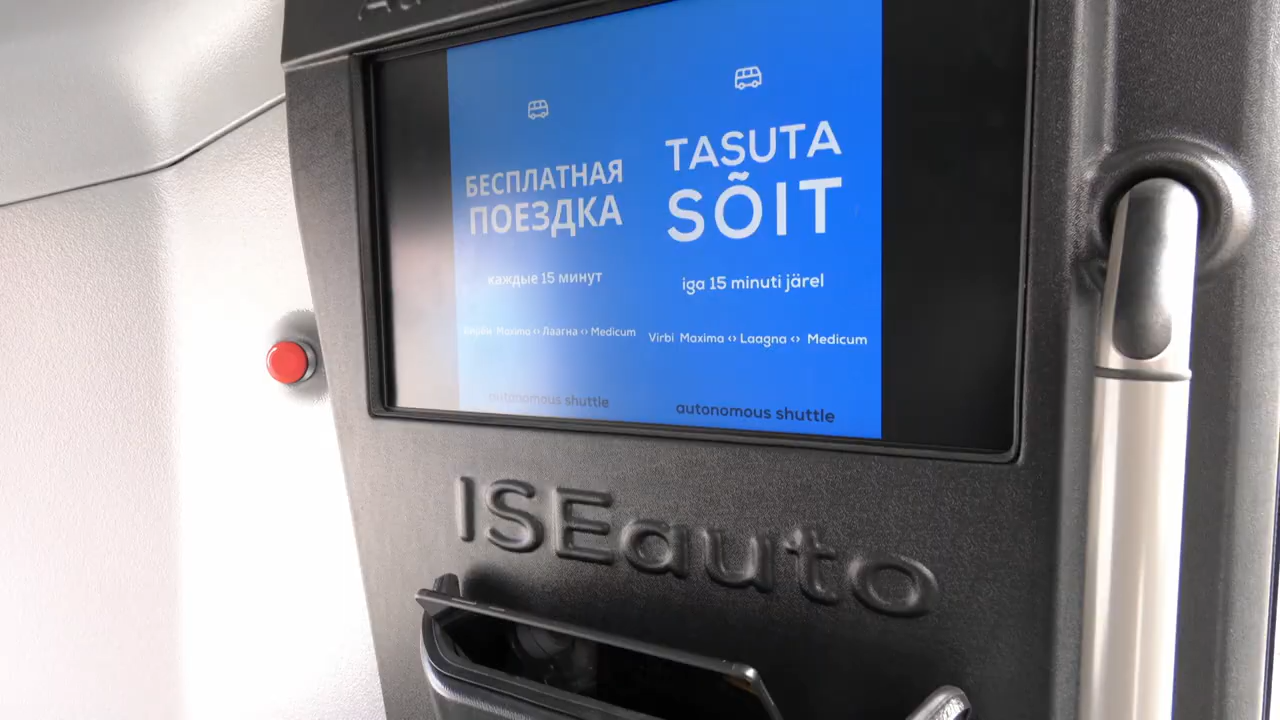 БЕСПЛАТНАЯ
ПОЕЗДКА
каждые 15 минут
Вирби Maxima ‹› Лаагна ‹› Medicum
autonomous shuttle
TASUTA
SÕIT
iga 15 minuti järel
Virbi Maxima ‹› Laagna ‹› Medicum
autonomous shuttle
ISEauto